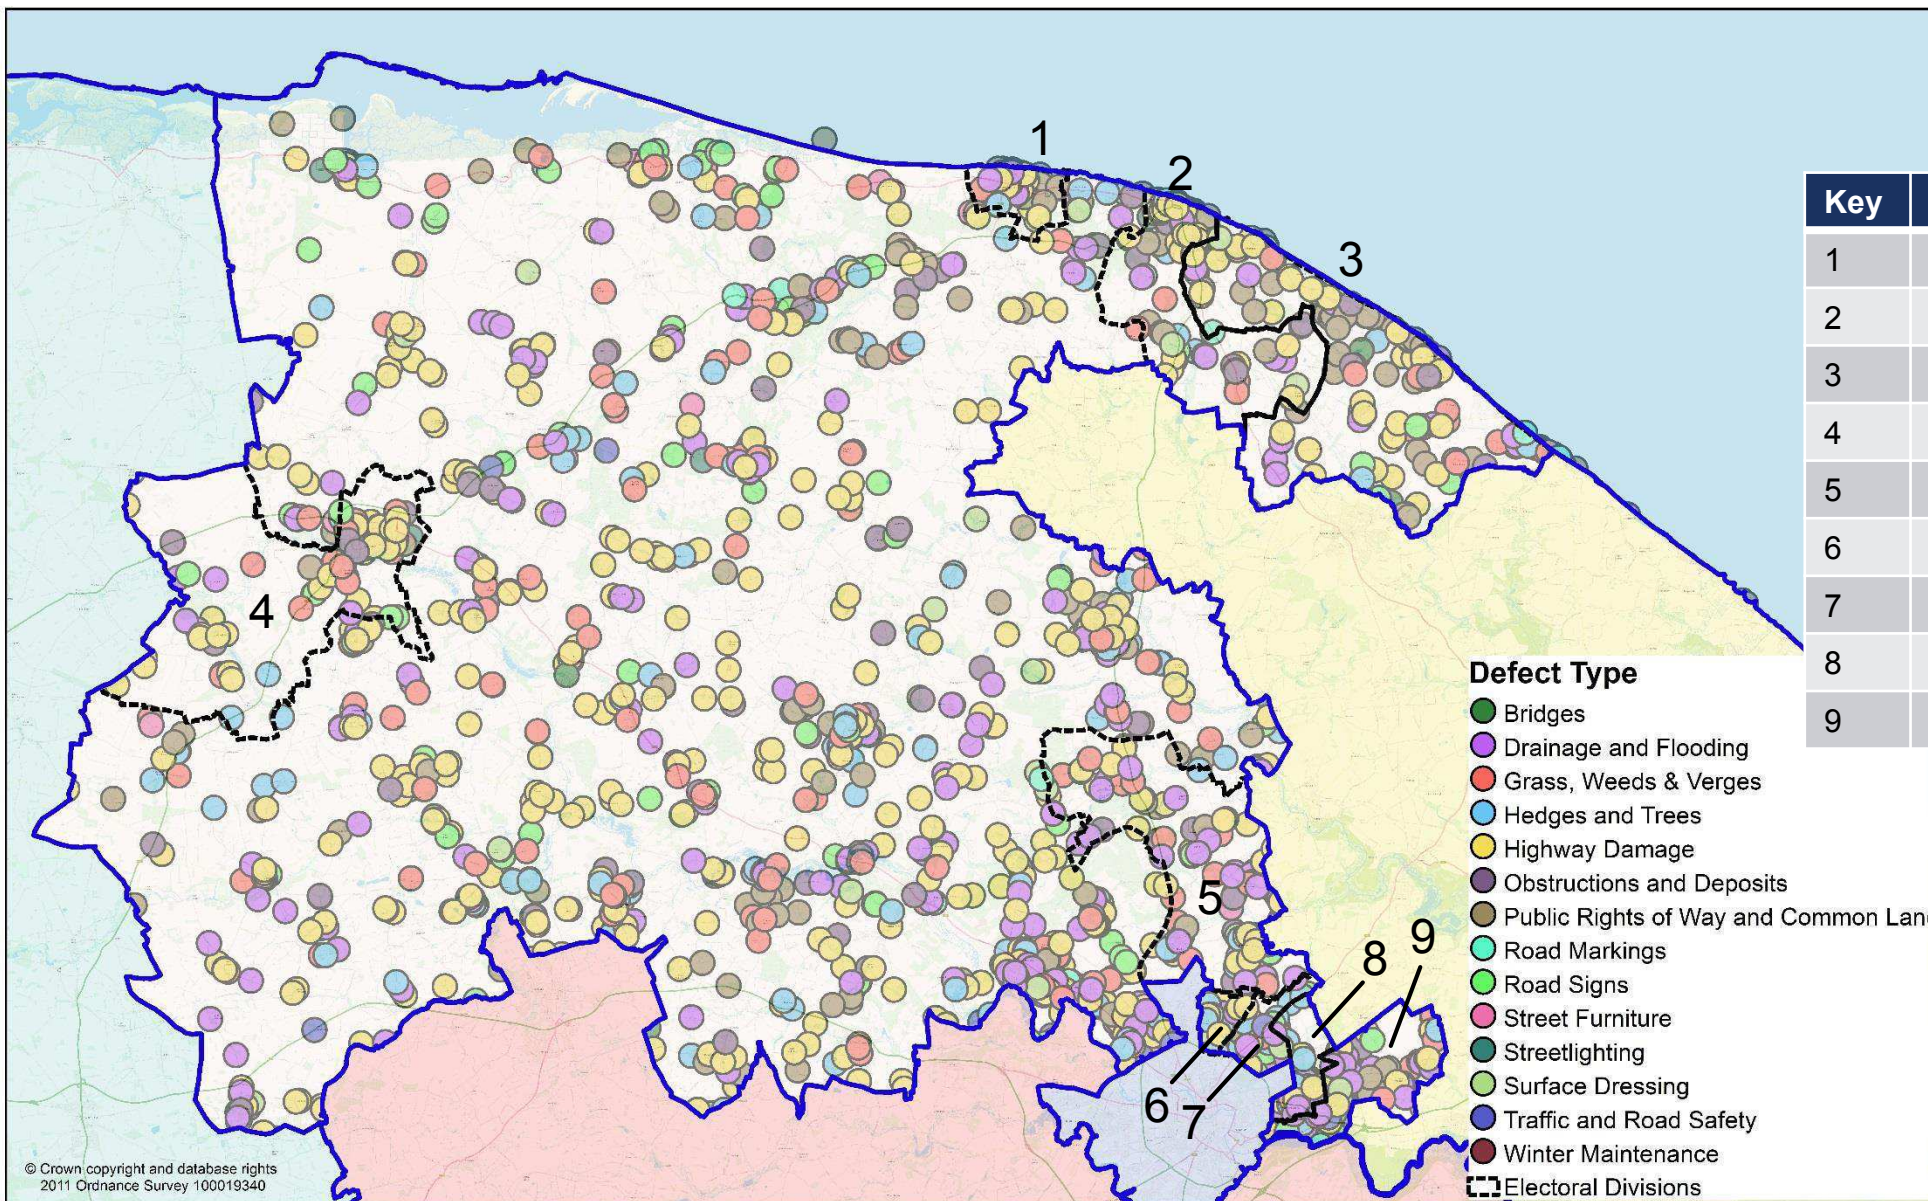 1
2
3
4
5
6
7
8
9
Key
1
2
3
4
5
6
7
8
9
Defect Type
Bridges
Drainage and Flooding
Grass, Weeds & Verges
Hedges and Trees
Highway Damage
Obstructions and Deposits
Public Rights of Way and Common Lan
Road Markings
Road Signs
Street Furniture
Streetlighting
Surface Dressing
Traffic and Road Safety
Winter Maintenance
Electoral Divisions
© Crown copyright and database rights
2011 Ordnance Survey 100019340